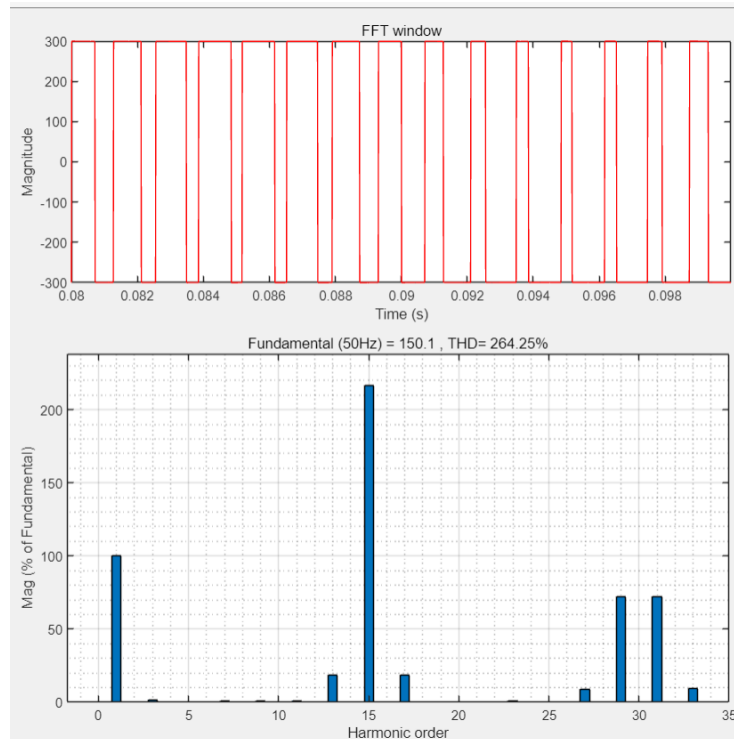 FFT window
300
200
100
0
-100
-200
-300
Magnitude
0.08 0.082 0.084 0.086 0.088 0.09 0.092 0.094 0.096 0.098
Time (s)
Fundamental (50Hz) = 150.1 , THD= 264.25%
200
150
100
50
0
Mag (% of Fundamental)
0 5 10 15 20 25 30 35
Harmonic order